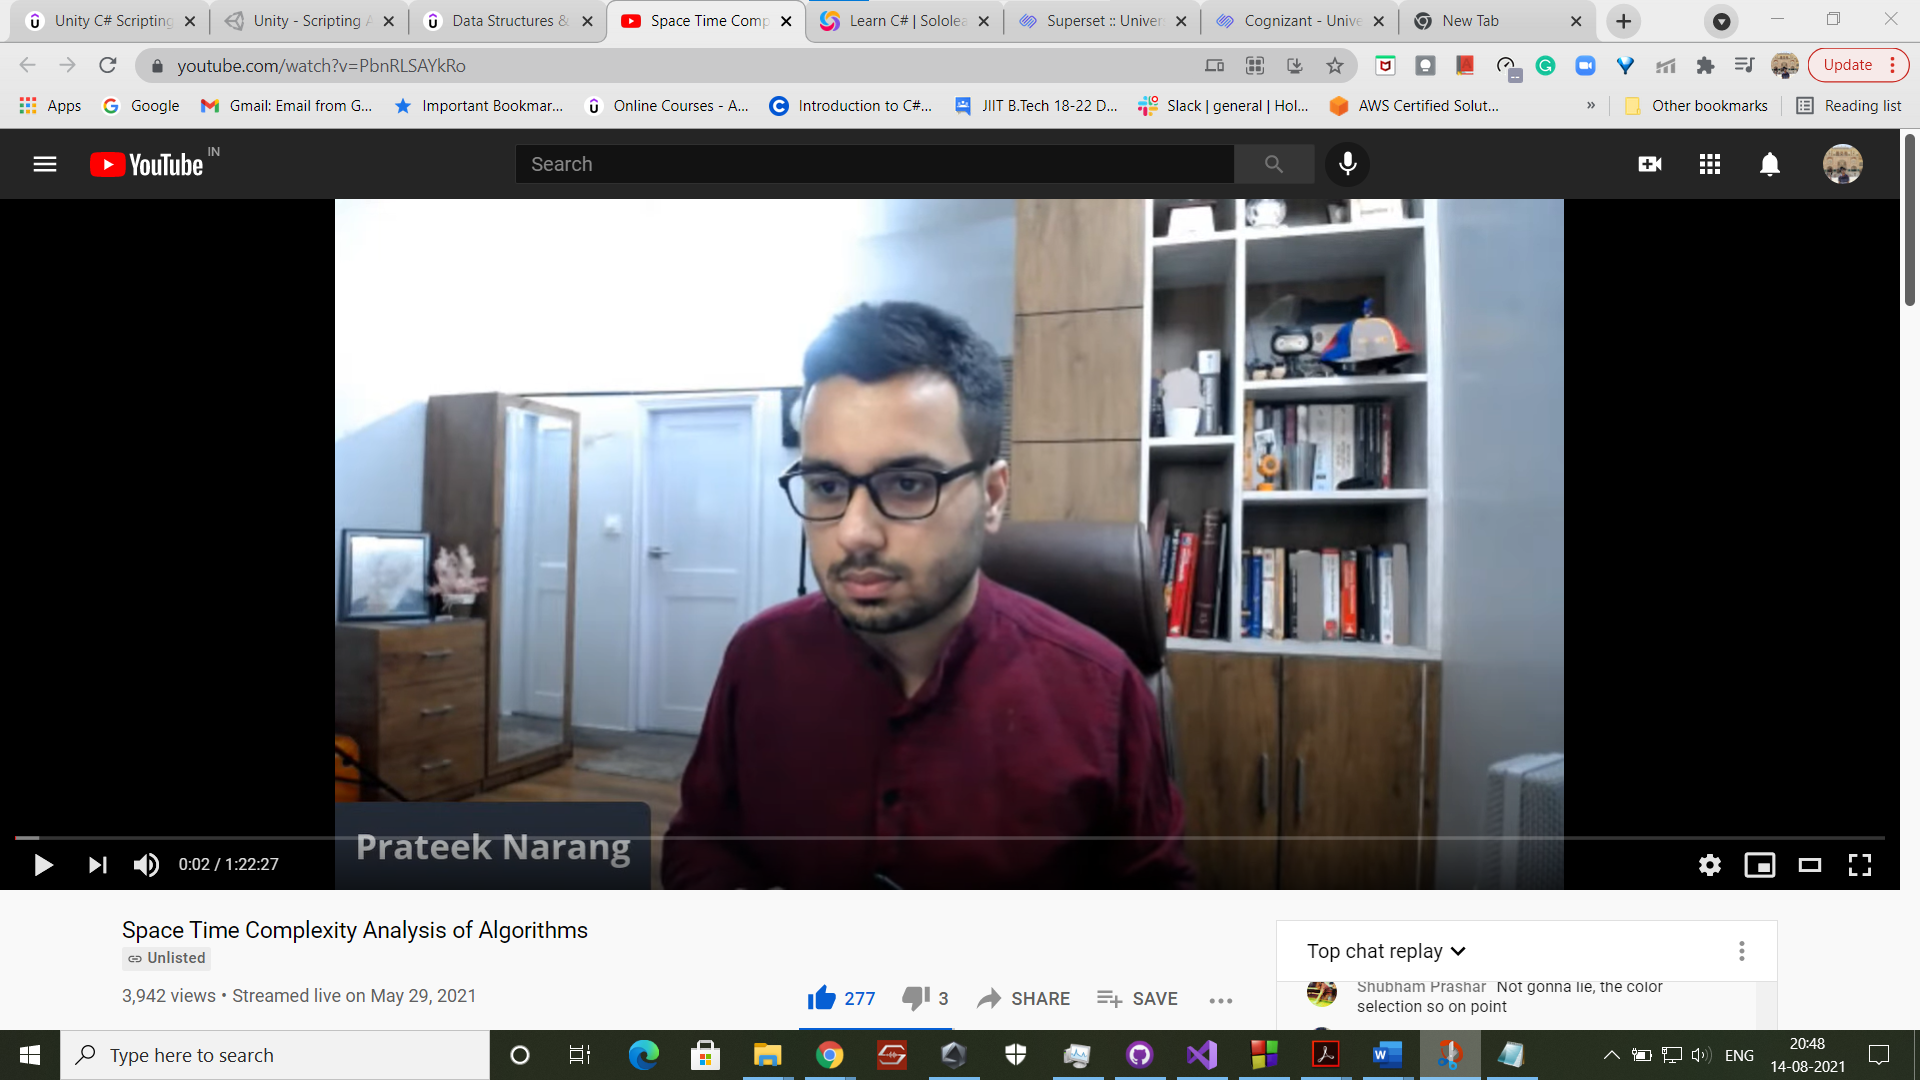 Unity C# Scripting
Unity - Scripting A
Data Structures &
Space Time Comp
Learn C# | Sololea
Superset :: Univer
Cognizant - Unive
New Tab
youtube.com/watch?v=PbnRLSAYkRo
Update
Apps
Google
Gmail: Email from G...
Important Bookmar...
Online Courses - A...
Introduction to C#...
JIIT B.Tech 18-22 D...
Slack | general | Hol...
AWS Certified Solut...
»
Other bookmarks
Reading list
YouTube IN
Search
Prateek Narang
0:02 / 1:22:27
Space Time Complexity Analysis of Algorithms
Unlisted
3,942 views • Streamed live on May 29, 2021
277
3
SHARE
SAVE
Top chat replay
Shubham Prashar Not gonna lie, the color
selection so on point
Type here to search
ENG
20:48
14-08-2021